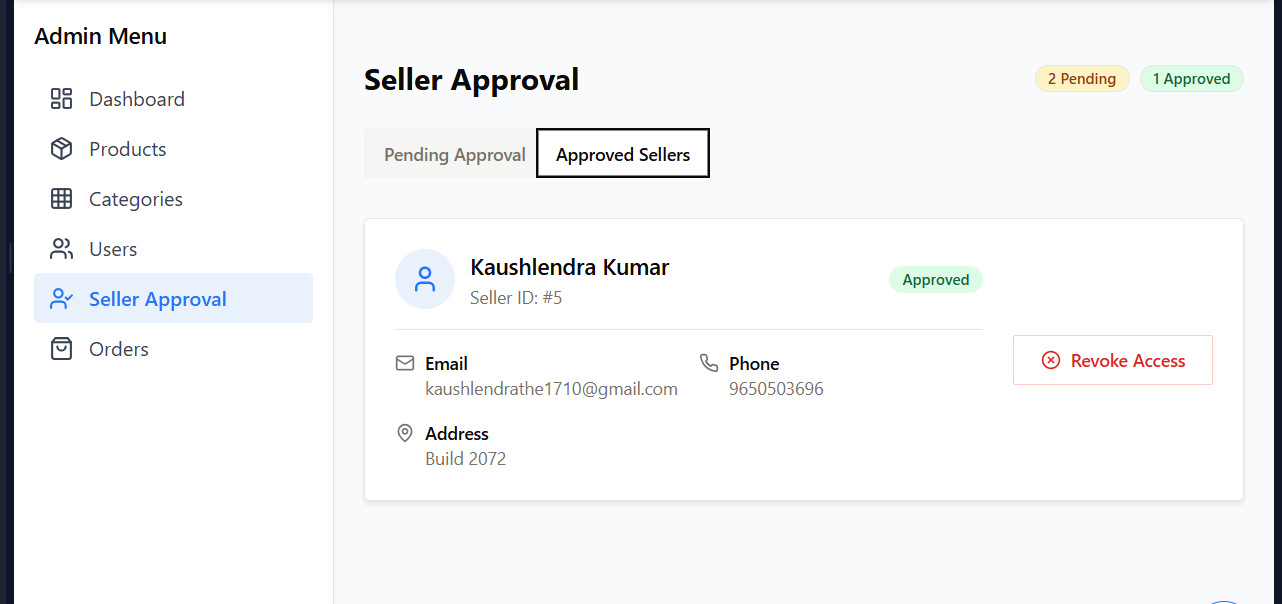 Admin Menu
Dashboard
Products
Categories
Users
Seller Approval
Orders
Seller Approval
2 Pending
1 Approved
Pending Approval
Approved Sellers
Kaushlendra Kumar
Seller ID: #5
Approved
Email
kaushlendrathe1710@gmail.com
Phone
9650503696
Address
Build 2072
Revoke Access